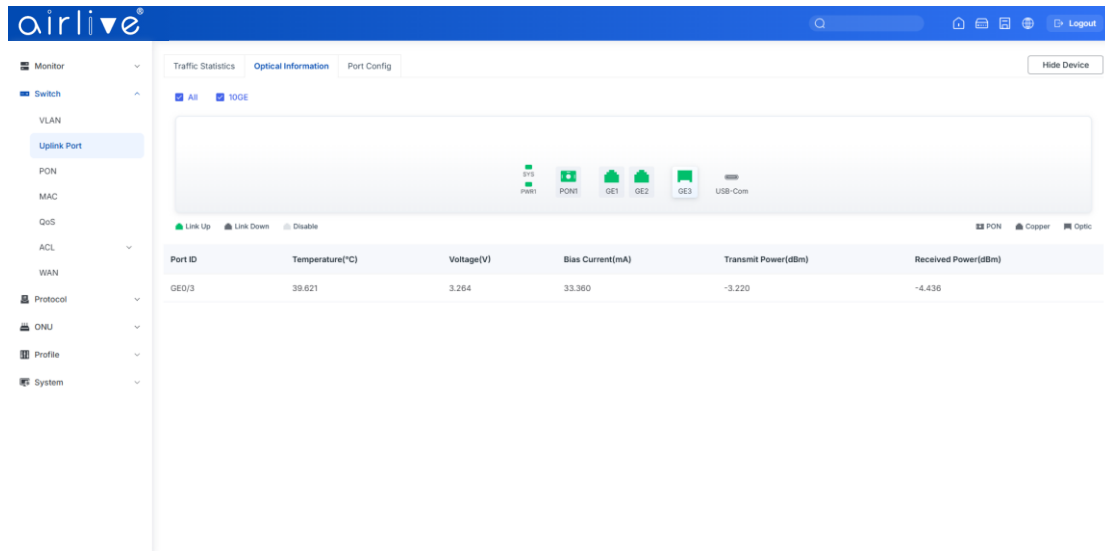 airlive®
Logout
Monitor
Switch
VLAN
Uplink Port
PON
MAC
QoS
ACL
WAN
Protocol
ONU
Profile
System
Traffic Statistics Optical Information Port Config
Hide Device
All 10GE
SYS
PWR1 PON1 GE1 GE2 GE3 USB-Com
Link Up Link Down Disable
PON Copper Optic
Port ID Temperature(°C) Voltage(V) Bias Current(mA) Transmit Power(dBm) Received Power(dBm)
GE0/3 39.621 3.264 33.360 -3.220 -4.436